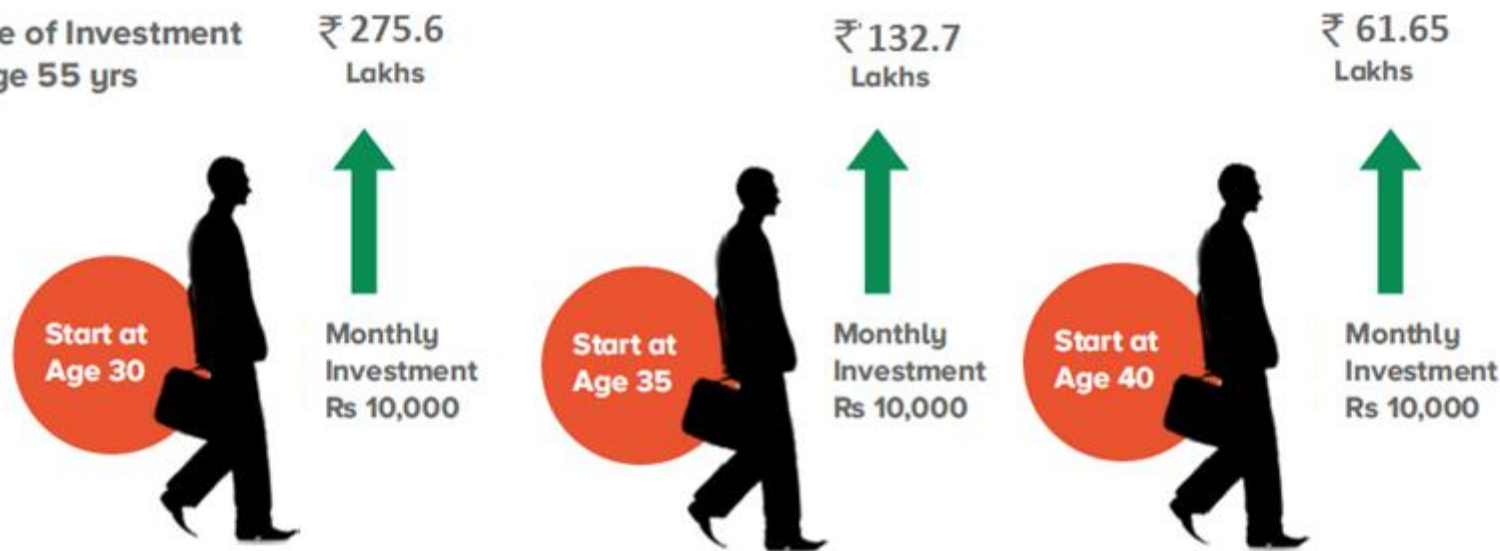 e of Investment
ge 55 yrs
₹ 275.6
Lakhs
₹ 132.7
Lakhs
₹ 61.65
Lakhs
Start at
Age 30
Monthly
Investment
Rs 10,000
Start at
Age 35
Monthly
Investment
Rs 10,000
Start at
Age 40
Monthly
Investment
Rs 10,000